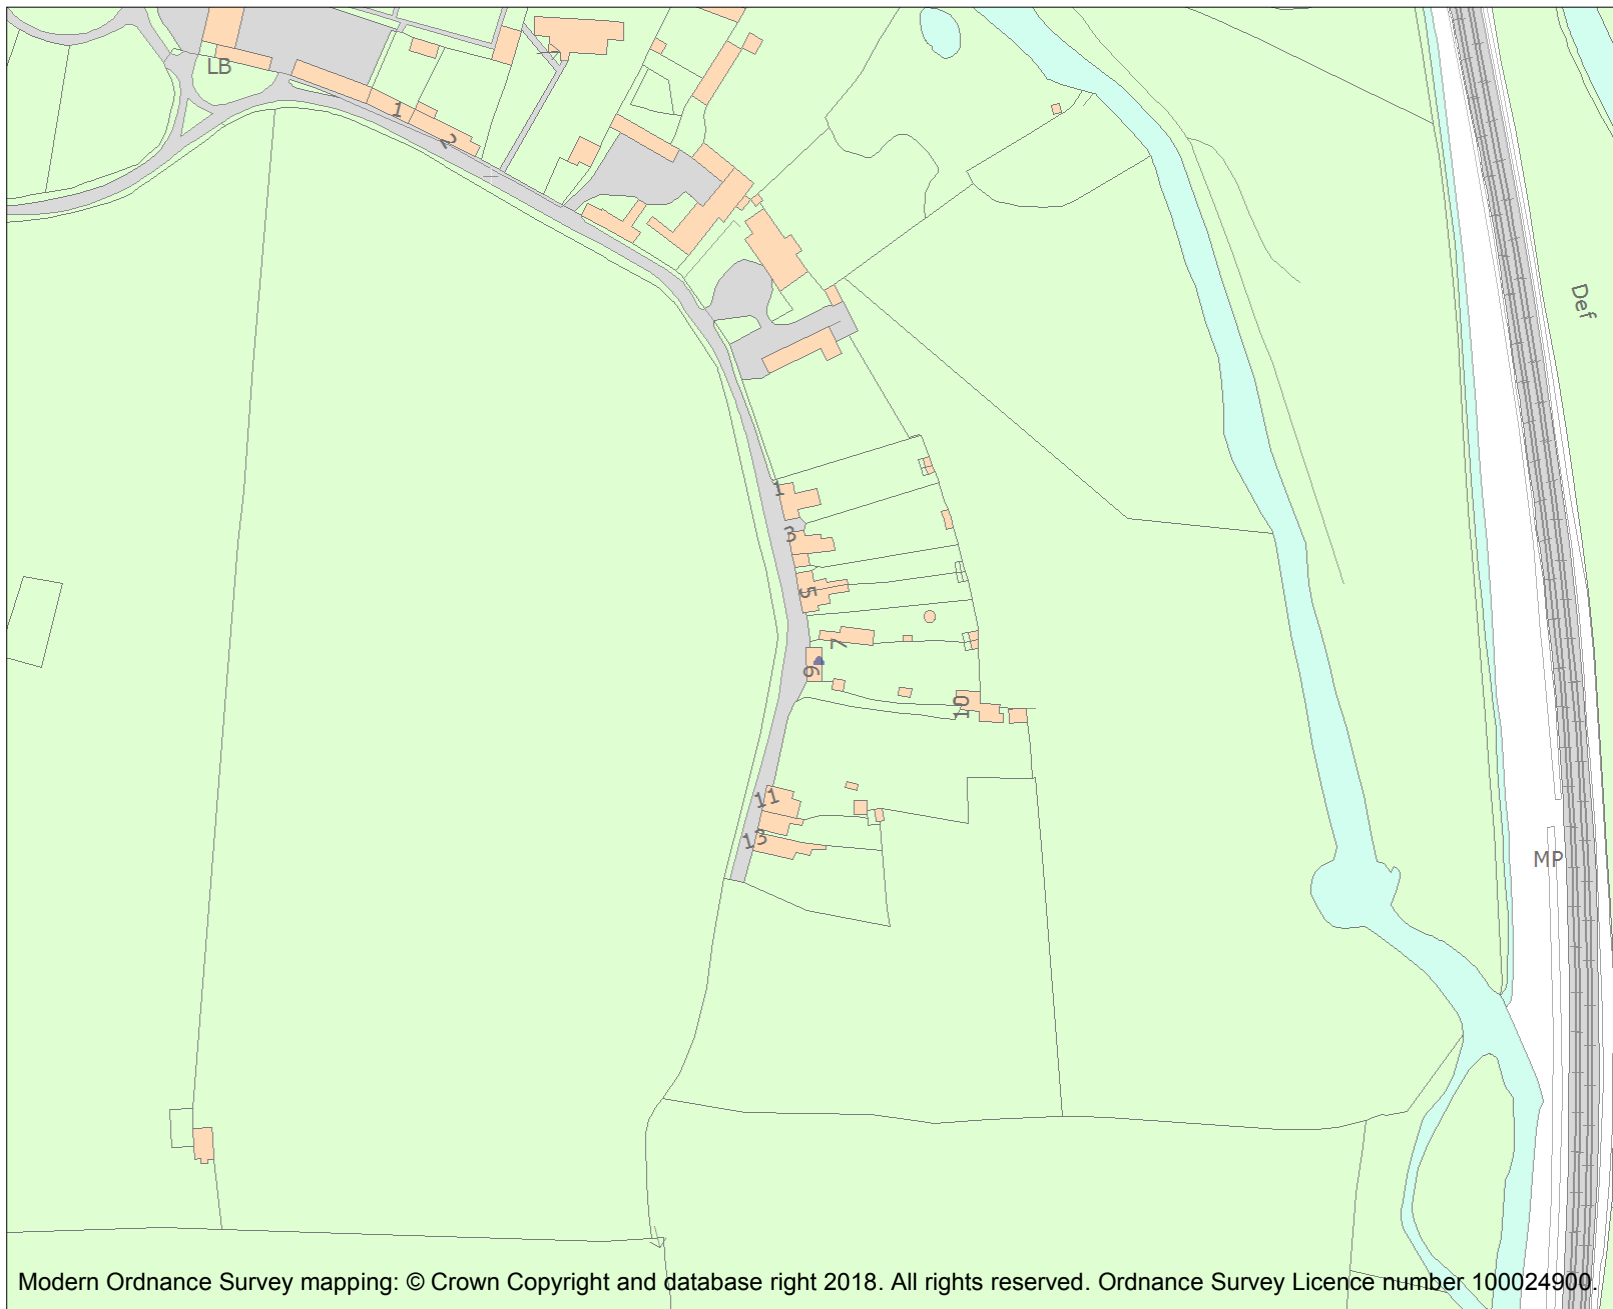 LB
1
2
Def
1
3
5
7
9
10
11
13
MP
Modern Ordnance Survey mapping: © Crown Copyright and database right 2018. All rights reserved. Ordnance Survey Licence number 100024900.